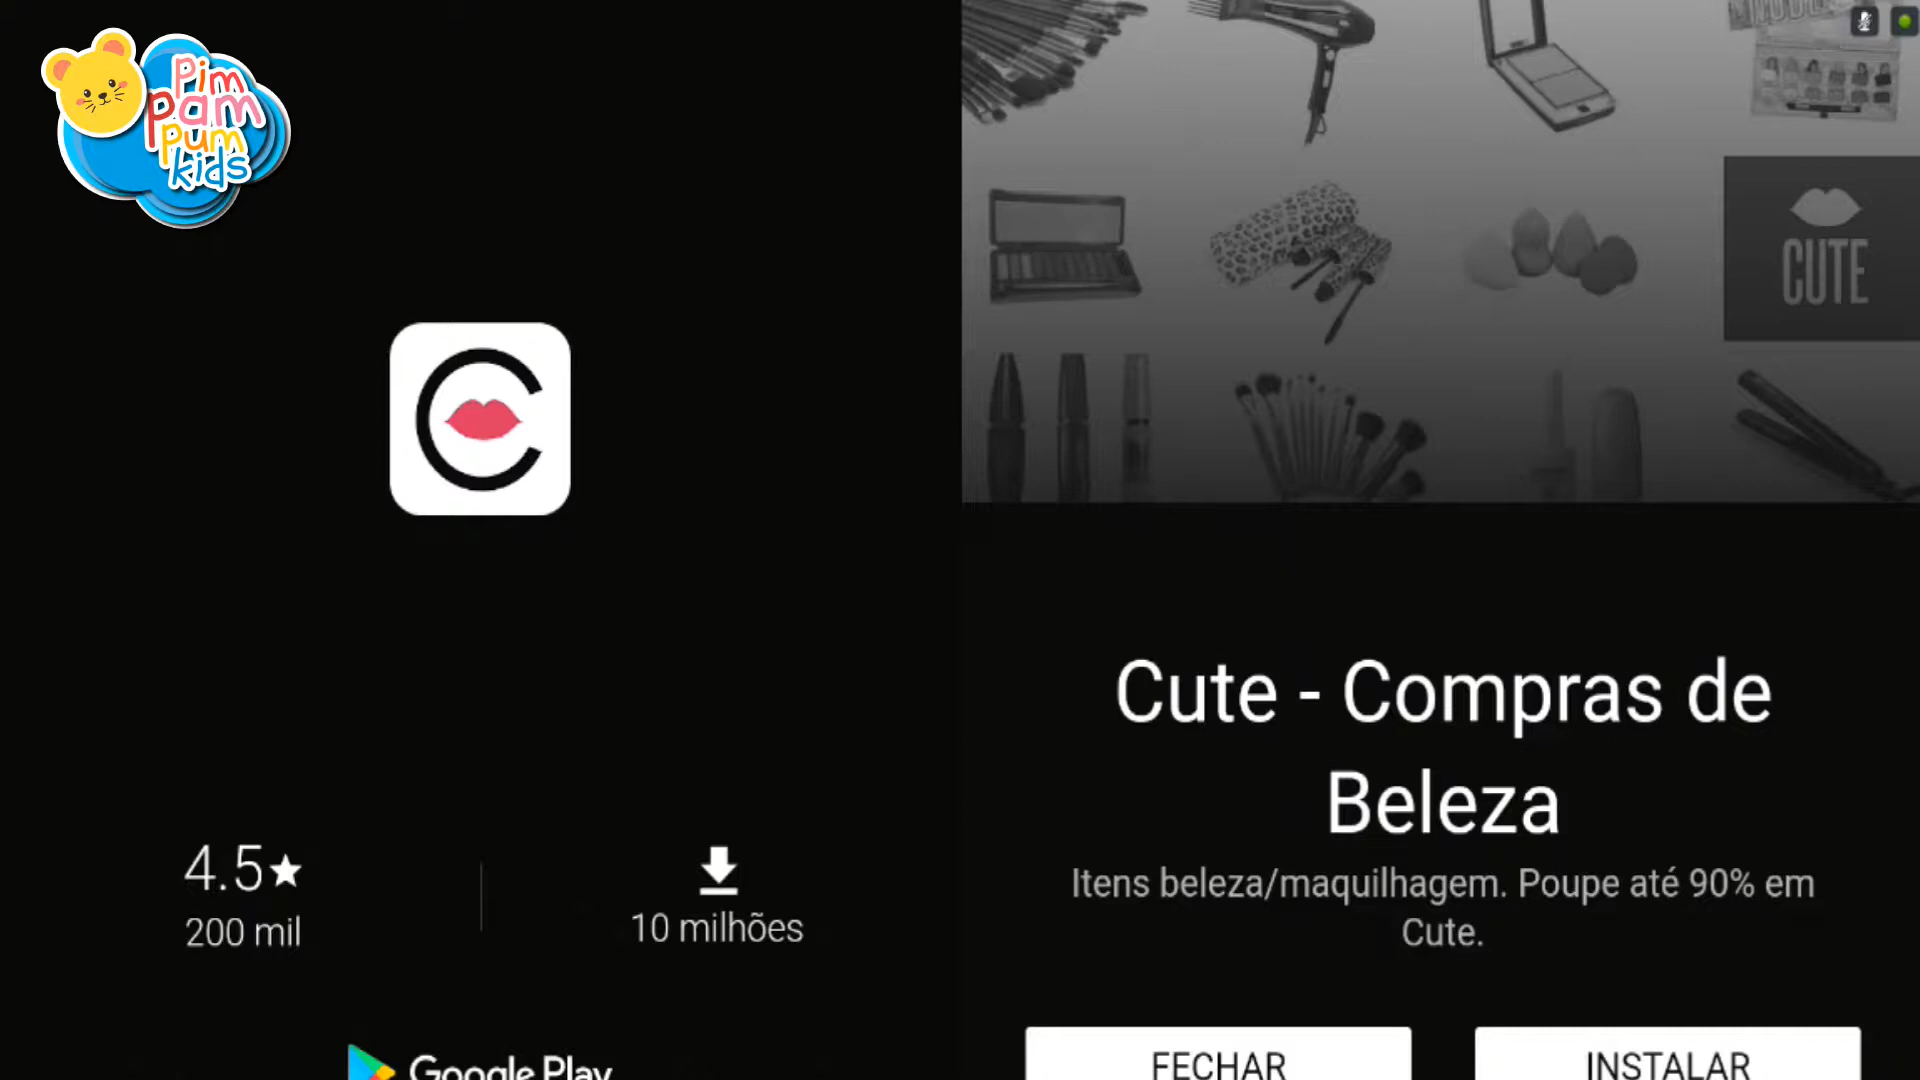 Pim
Pam
Pum
kids
CUTE
Cute - Compras de
Beleza
Itens beleza/maquilhagem. Poupe até 90% em
Cute.
4.5★
200 mil
10 milhões
Google Play
FECHAR
INSTALAR